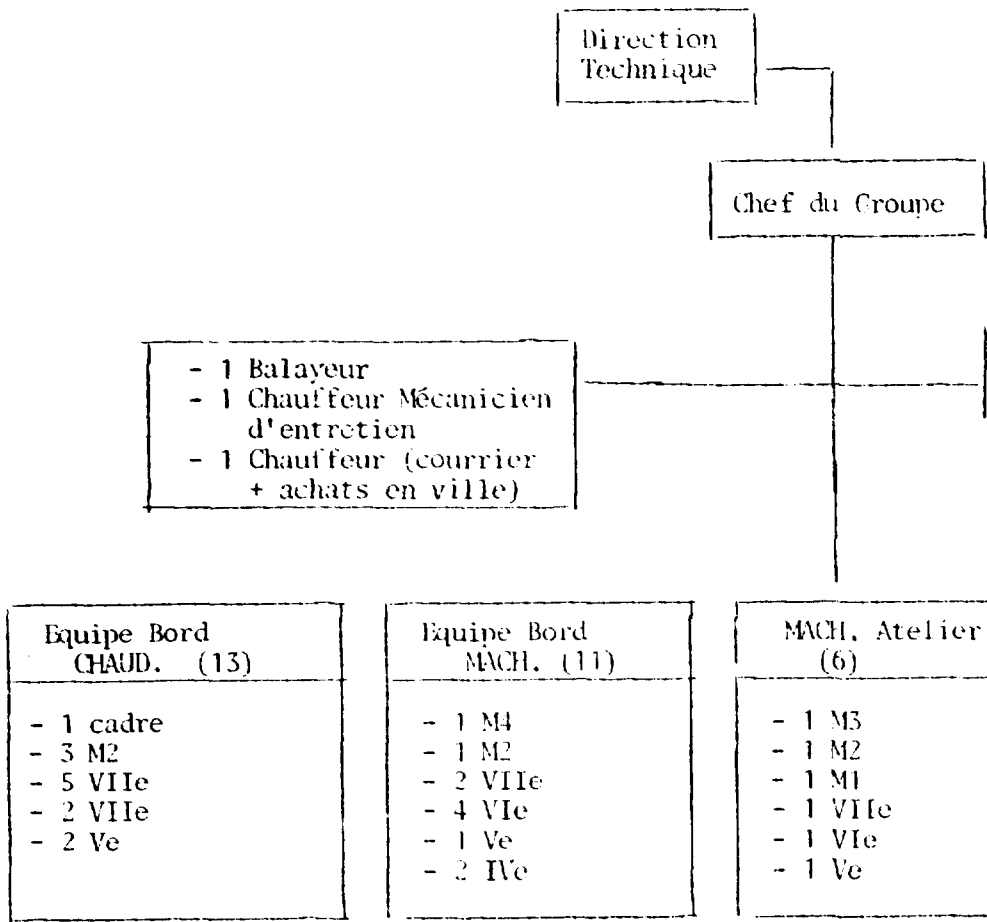 Direction
Technique
Chef du Groupe
- 1 Balayeur
- 1 Chauffeur Mécanicien
d'entretien
- 1 Chauffeur (courrier
+ achats en ville)
Equipe Bord
CHAUD. (13)
- 1 cadre
- 3 M2
- 5 VIIe
- 2 VIIe
- 2 Ve
Equipe Bord
MACH. (11)
- 1 M4
- 1 M2
- 2 VIIe
- 4 VIe
- 1 Ve
- 2 IVe
MACH. Atelier
(6)
- 1 M3
- 1 M2
- 1 M1
- 1 VIIe
- 1 VIe
- 1 Ve